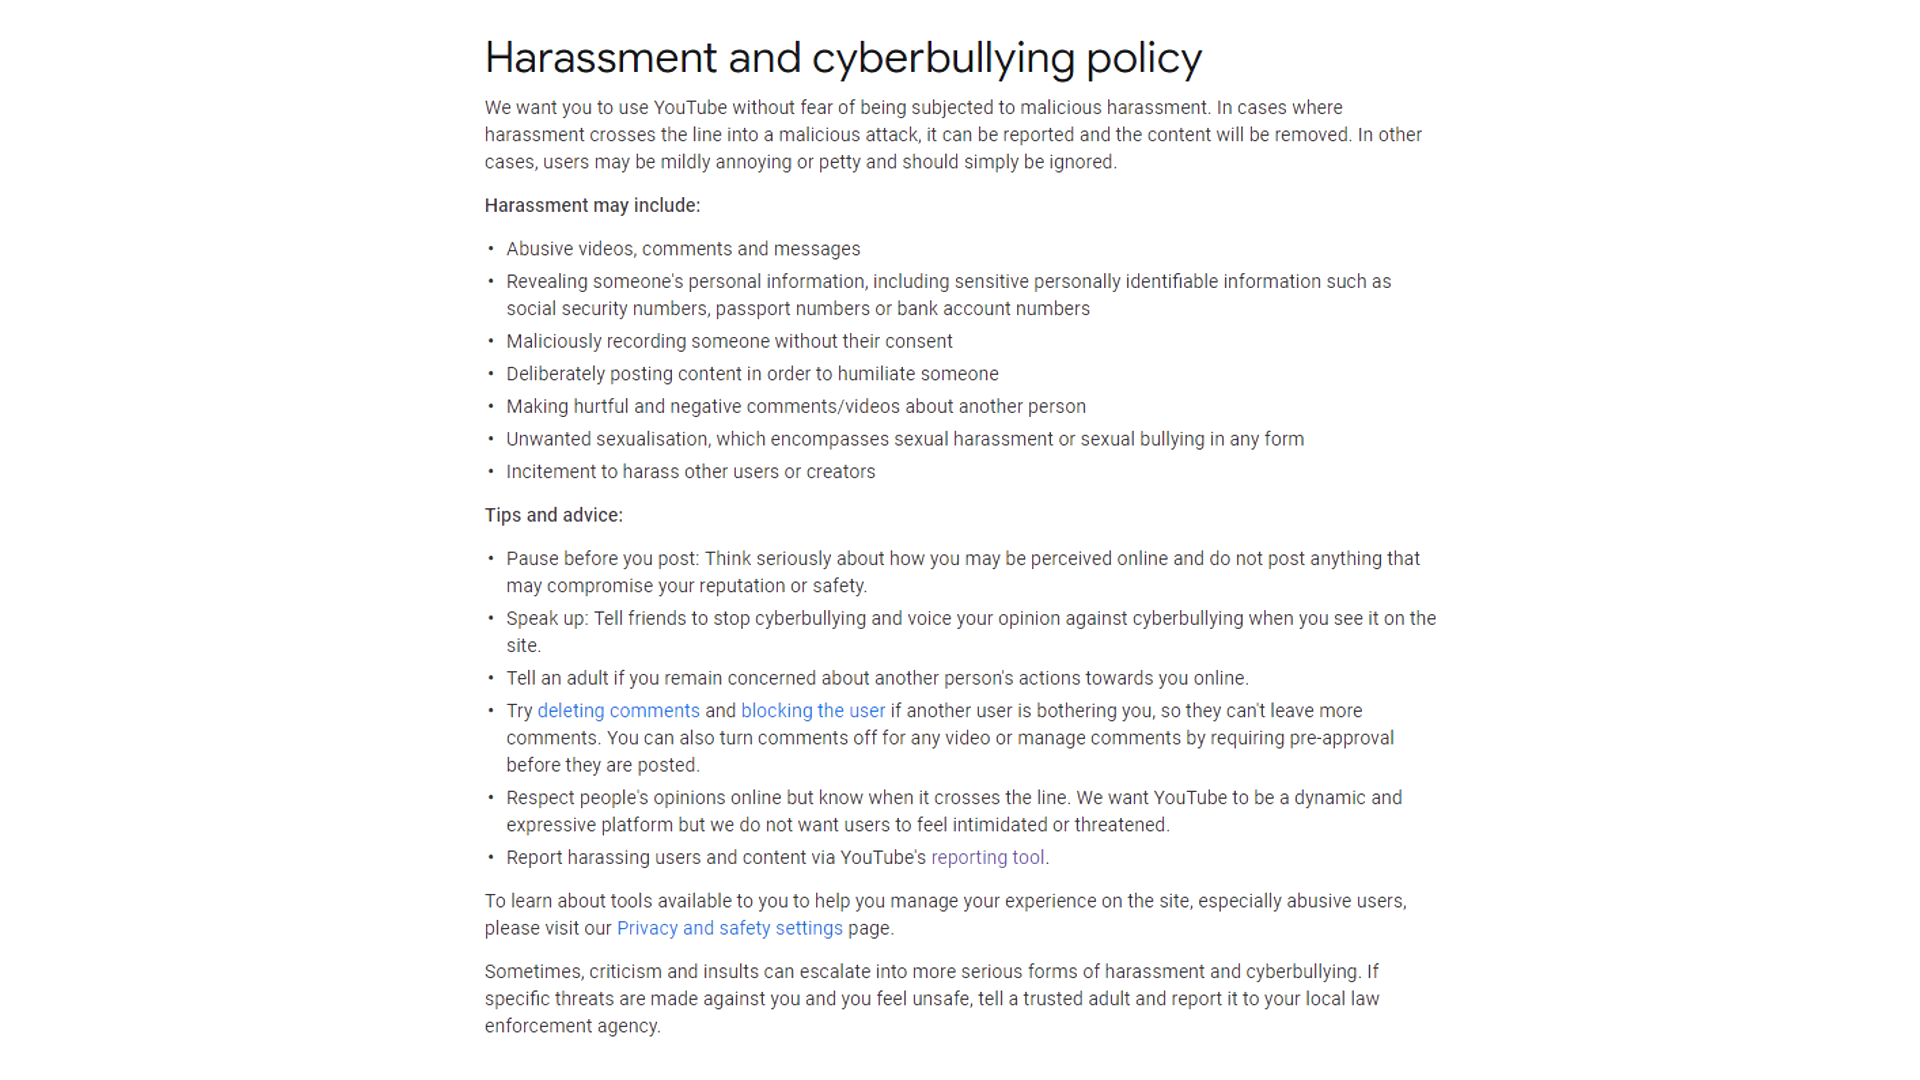 Harassment and cyberbullying policy
We want you to use YouTube without fear of being subjected to malicious harassment. In cases where
harassment crosses the line into a malicious attack, it can be reported and the content will be removed. In other
cases, users may be mildly annoying or petty and should simply be ignored.
Harassment may include:
• Abusive videos, comments and messages
• Revealing someone's personal information, including sensitive personally identifiable information such as
social security numbers, passport numbers or bank account numbers
• Maliciously recording someone without their consent
• Deliberately posting content in order to humiliate someone
• Making hurtful and negative comments/videos about another person
• Unwanted sexualisation, which encompasses sexual harassment or sexual bullying in any form
• Incitement to harass other users or creators
Tips and advice:
• Pause before you post: Think seriously about how you may be perceived online and do not post anything that
may compromise your reputation or safety.
• Speak up: Tell friends to stop cyberbullying and voice your opinion against cyberbullying when you see it on the
site.
• Tell an adult if you remain concerned about another person's actions towards you online.
• Try deleting comments and blocking the user if another user is bothering you, so they can't leave more
comments. You can also turn comments off for any video or manage comments by requiring pre-approval
before they are posted.
• Respect people's opinions online but know when it crosses the line. We want YouTube to be a dynamic and
expressive platform but we do not want users to feel intimidated or threatened.
• Report harassing users and content via YouTube's reporting tool.
To learn about tools available to you to help you manage your experience on the site, especially abusive users,
please visit our Privacy and safety settings page.
Sometimes, criticism and insults can escalate into more serious forms of harassment and cyberbullying. If
specific threats are made against you and you feel unsafe, tell a trusted adult and report it to your local law
enforcement agency.